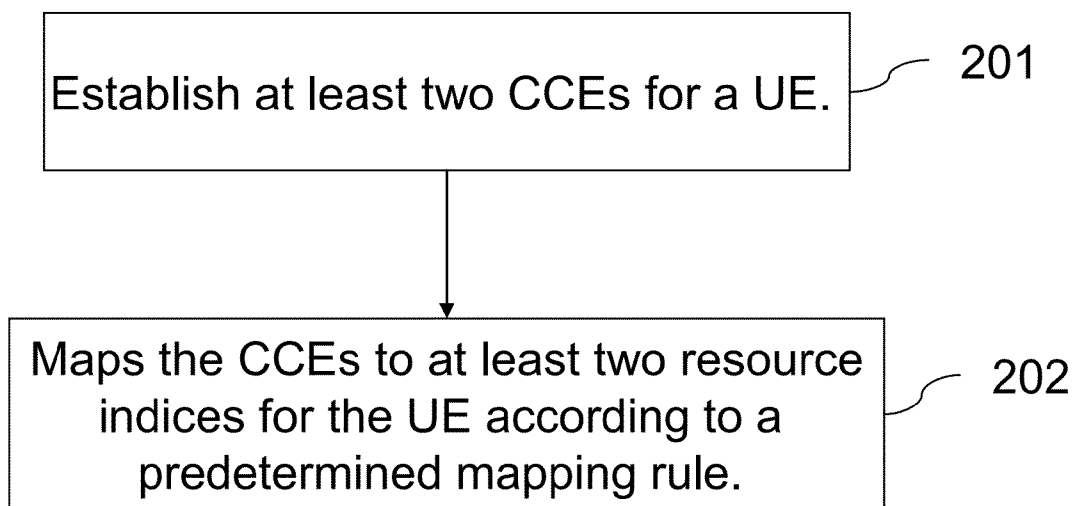 Establish at least two CCEs for a UE.
201
Maps the CCEs to at least two resource
indices for the UE according to a
predetermined mapping rule.
202